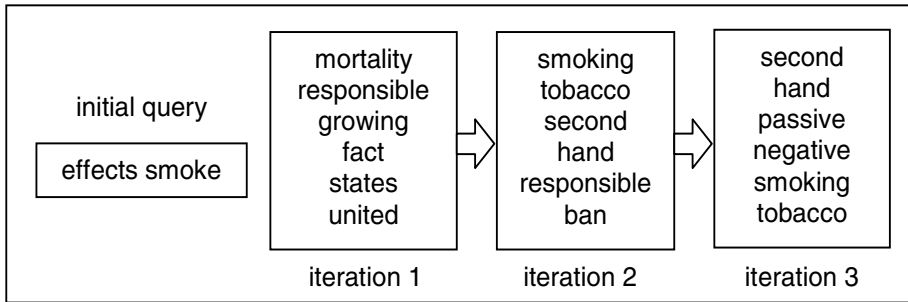 initial query
effects smoke
mortality
responsible
growing
fact
states
united
iteration 1
smoking
tobacco
second
hand
responsible
ban
iteration 2
second
hand
passive
negative
smoking
tobacco
iteration 3